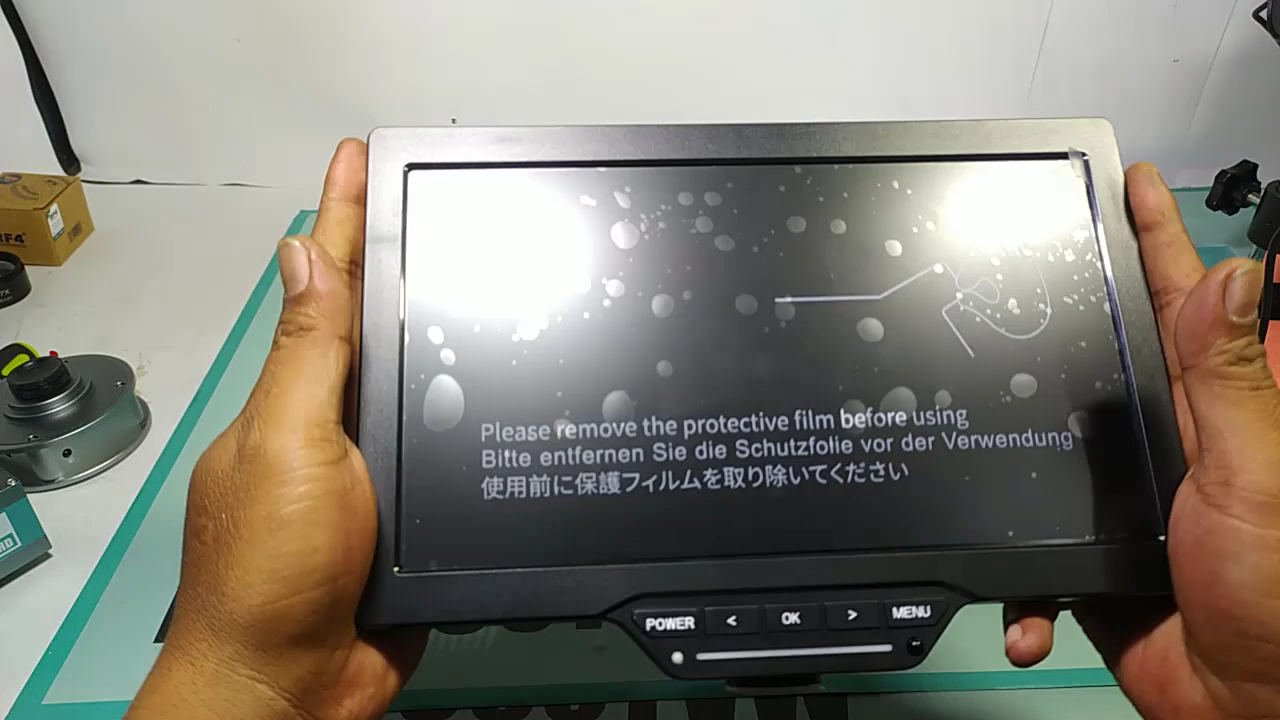 Please remove the protective film before using
Bitte entfernen Sie die Schutzfolie vor der Verwendung
使用前に保護フィルムを取り除いてください
POWER < OK > MENU